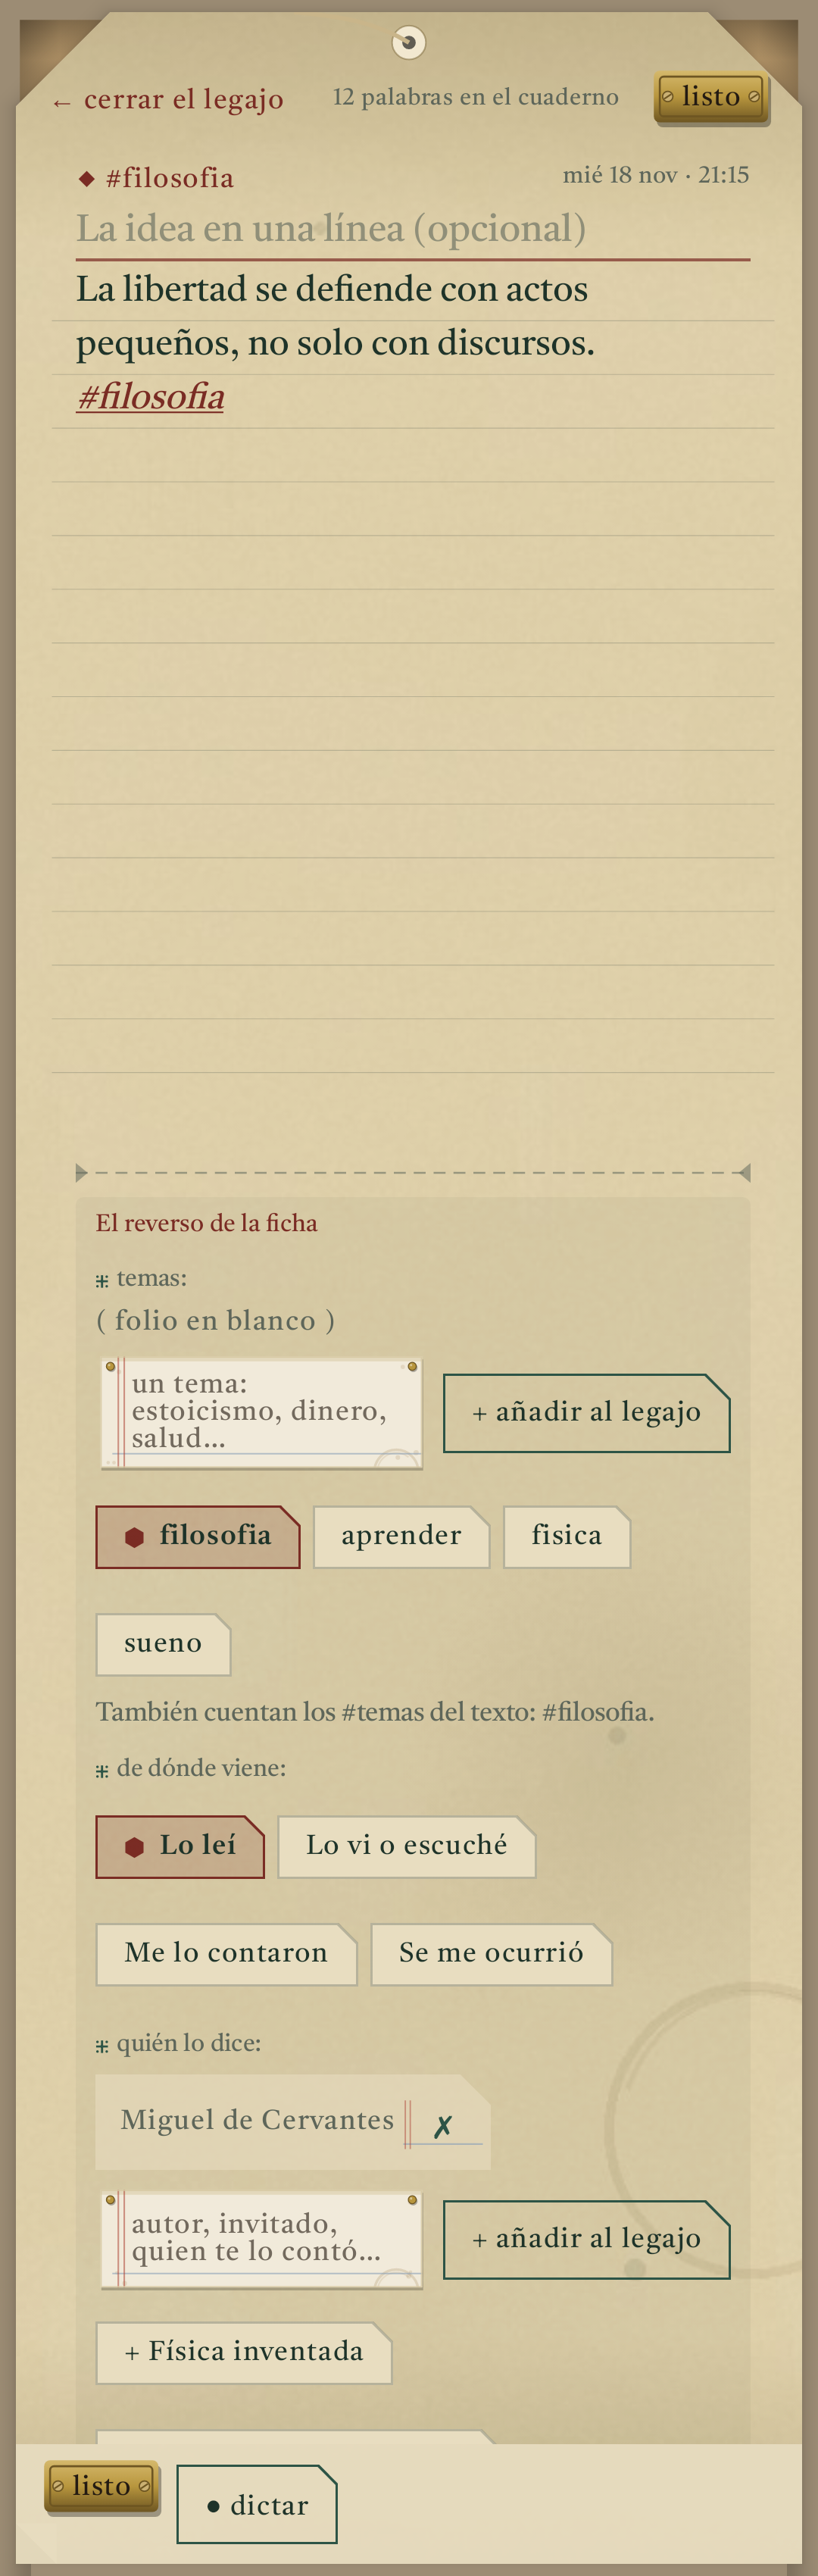 ← cerrar el legajo
12 palabras en el cuaderno
listo
◆ #filosofia
mié 18 nov · 21:15
La idea en una línea (opcional)
La libertad se defiende con actos
pequeños, no solo con discursos.
#filosofia
El reverso de la ficha
temas:
( folio en blanco )
un tema:
estoicismo, dinero,
salud...
+ añadir al legajo
filosofia
aprender
fisica
sueno
También cuentan los #temas del texto: #filosofia.
de dónde viene:
Lo leí
Lo vi o escuché
Me lo contaron
Se me ocurrió
quién lo dice:
Miguel de Cervantes ✗
autor, invitado,
quien te lo contó...
+ añadir al legajo
+ Física inventada
listo
● dictar